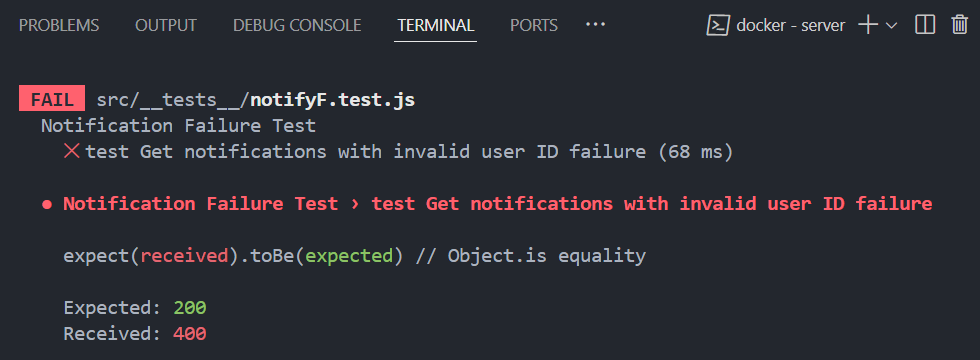 PROBLEMS OUTPUT DEBUG CONSOLE TERMINAL PORTS ··· docker - server
FAIL src/__tests__/notifyF.test.js
Notification Failure Test
✕ test Get notifications with invalid user ID failure (68 ms)
● Notification Failure Test › test Get notifications with invalid user ID failure
expect(received).toBe(expected) // Object.is equality
Expected: 200
Received: 400